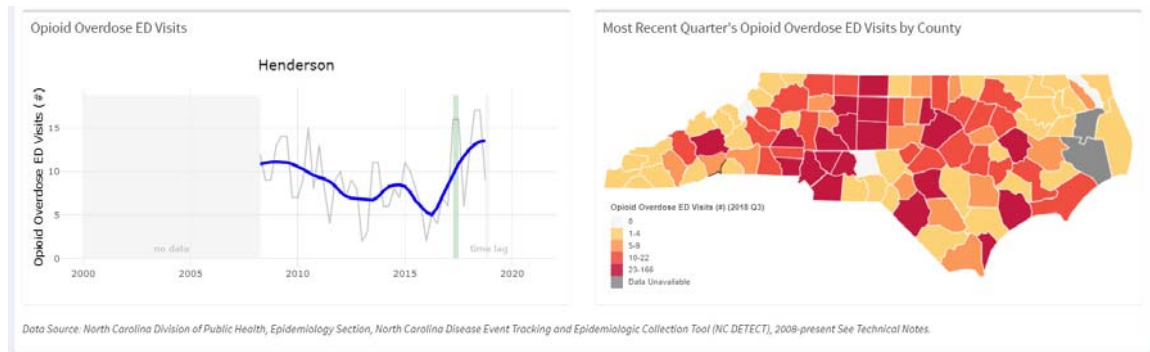 Opioid Overdose ED Visits
Henderson
Opioid Overdose ED Visits (#)
15
10
5
0
no data
time lag
2000
2005
2010
2015
2020
Most Recent Quarter's Opioid Overdose ED Visits by County
Opioid Overdose ED Visits (#) (2018 Q3)
0
1-4
5-9
10-22
23-166
Data Unavailable
Data Source: North Carolina Division of Public Health, Epidemiology Section, North Carolina Disease Event Tracking and Epidemiologic Collection Tool (NC DETECT), 2008-present See Technical Notes.